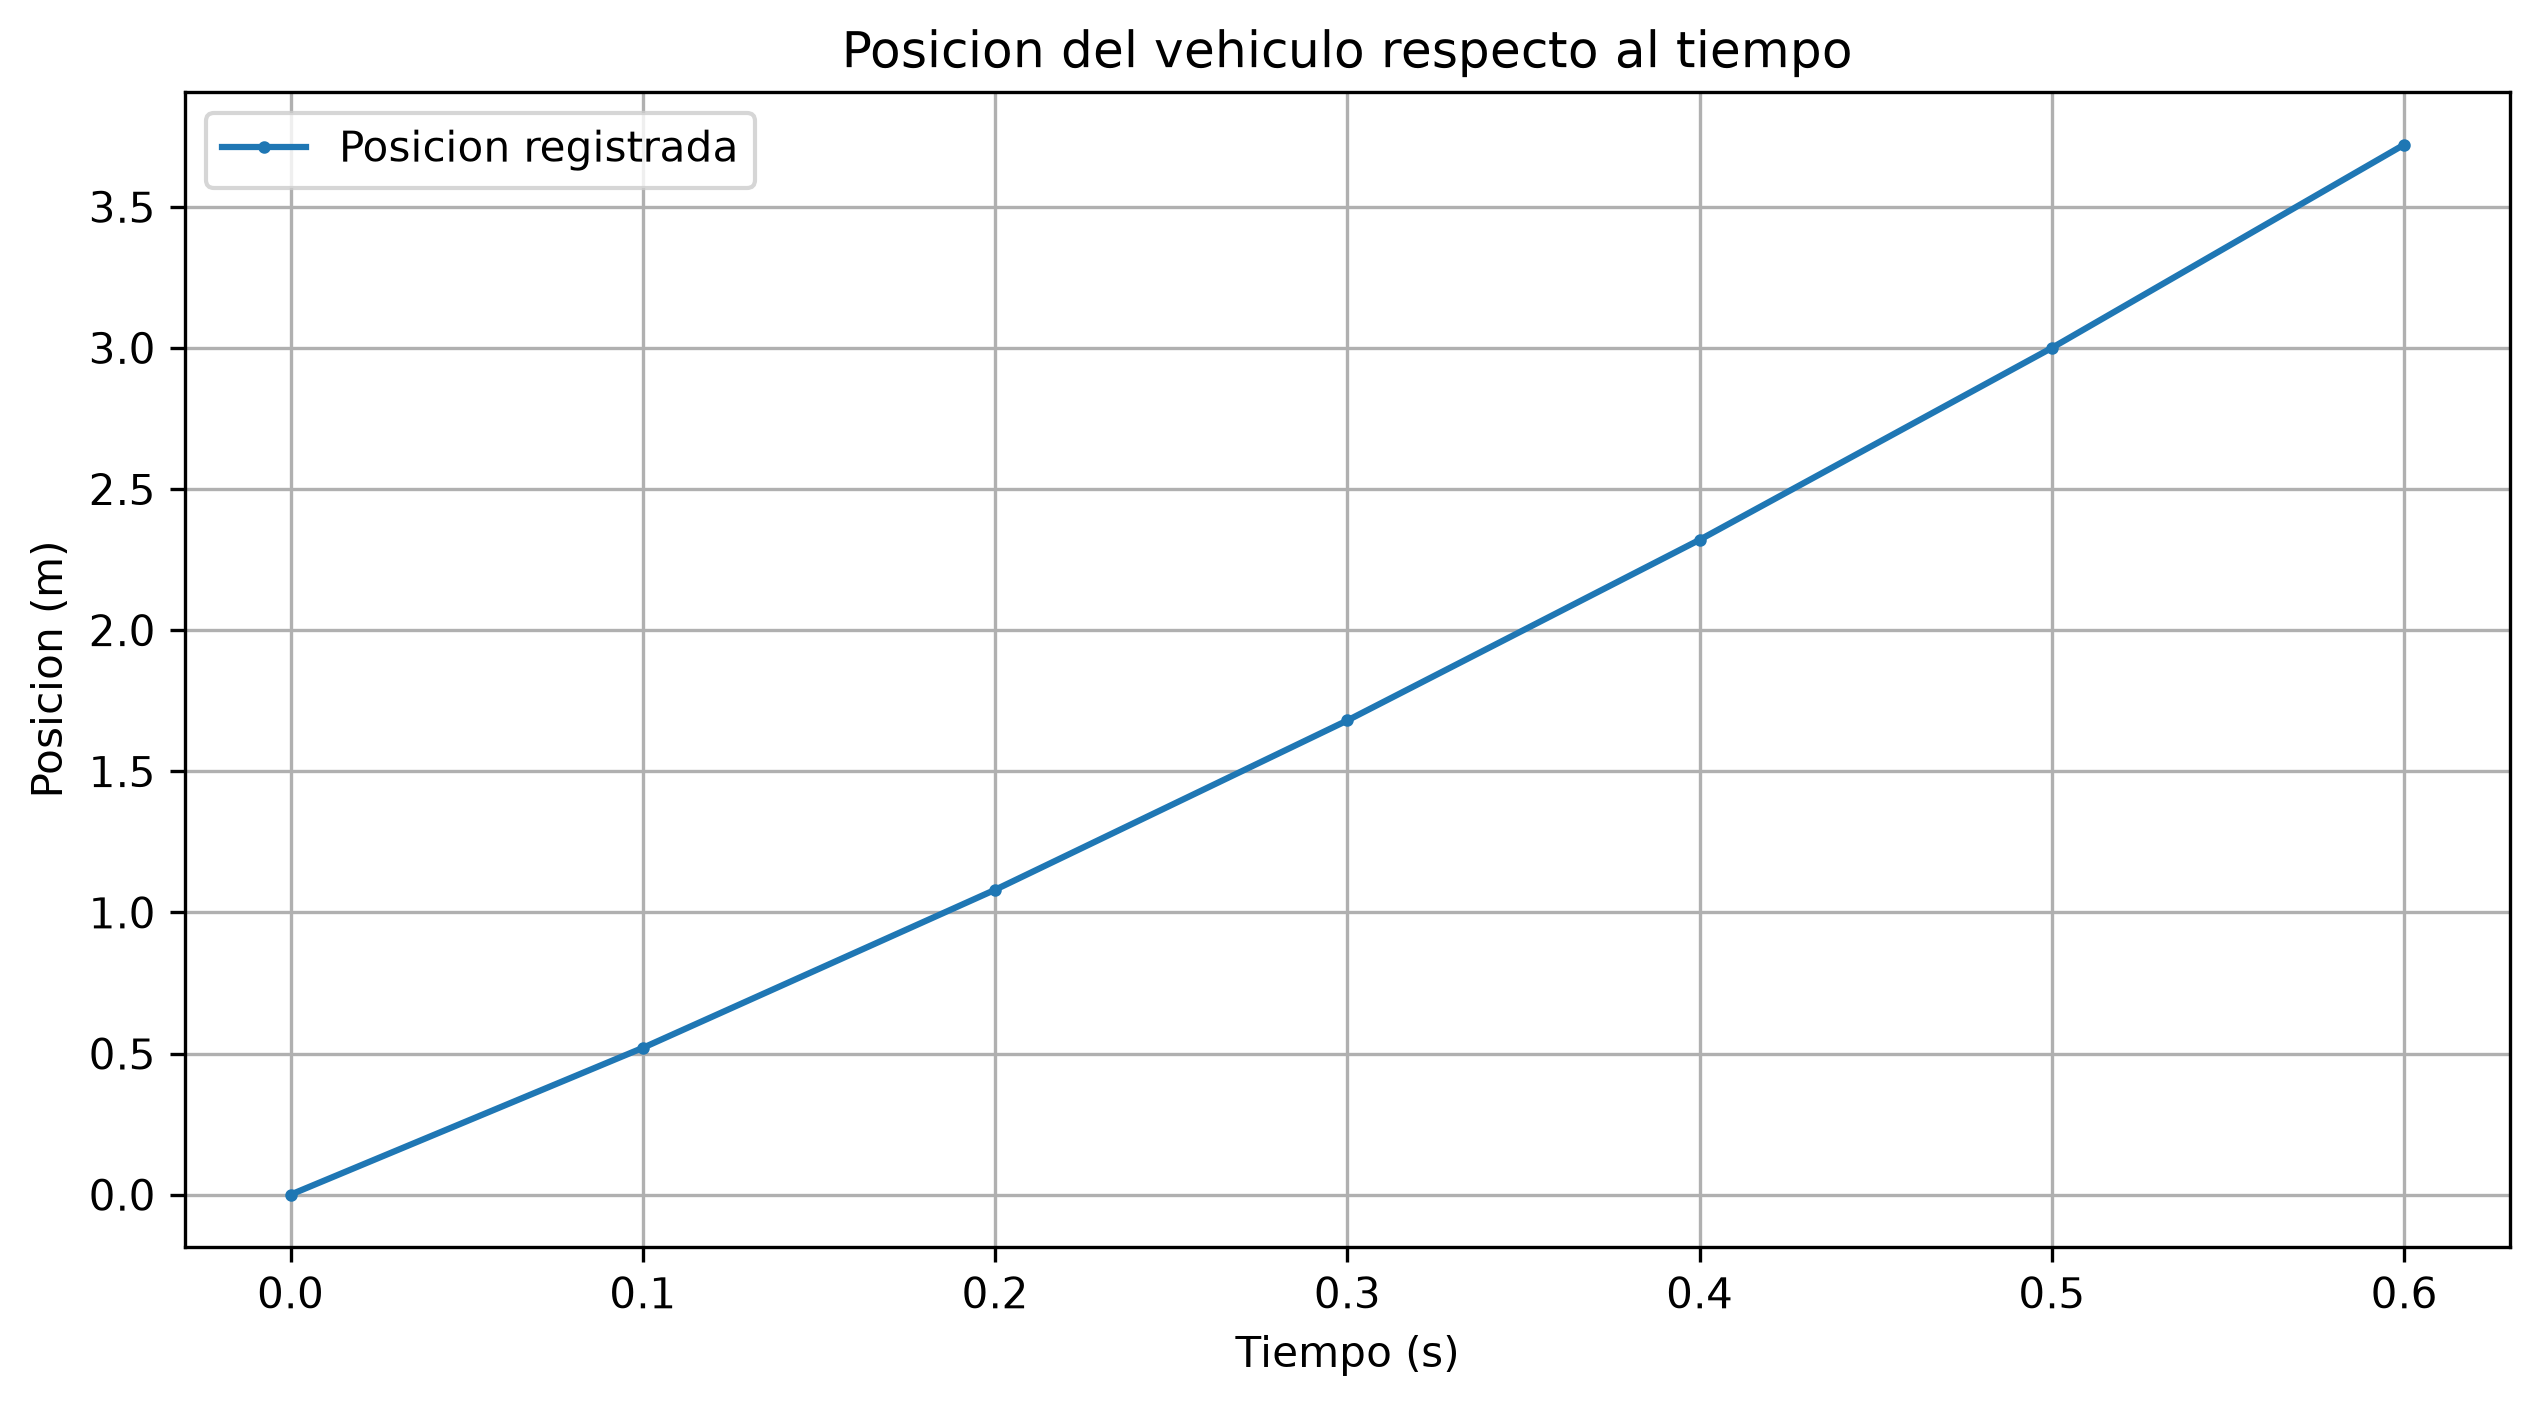 Posicion del vehiculo respecto al tiempo
Posicion registrada
3.5
3.0
2.5
2.0
1.5
1.0
0.5
0.0
Posicion (m)
0.0 0.1 0.2 0.3 0.4 0.5 0.6
Tiempo (s)